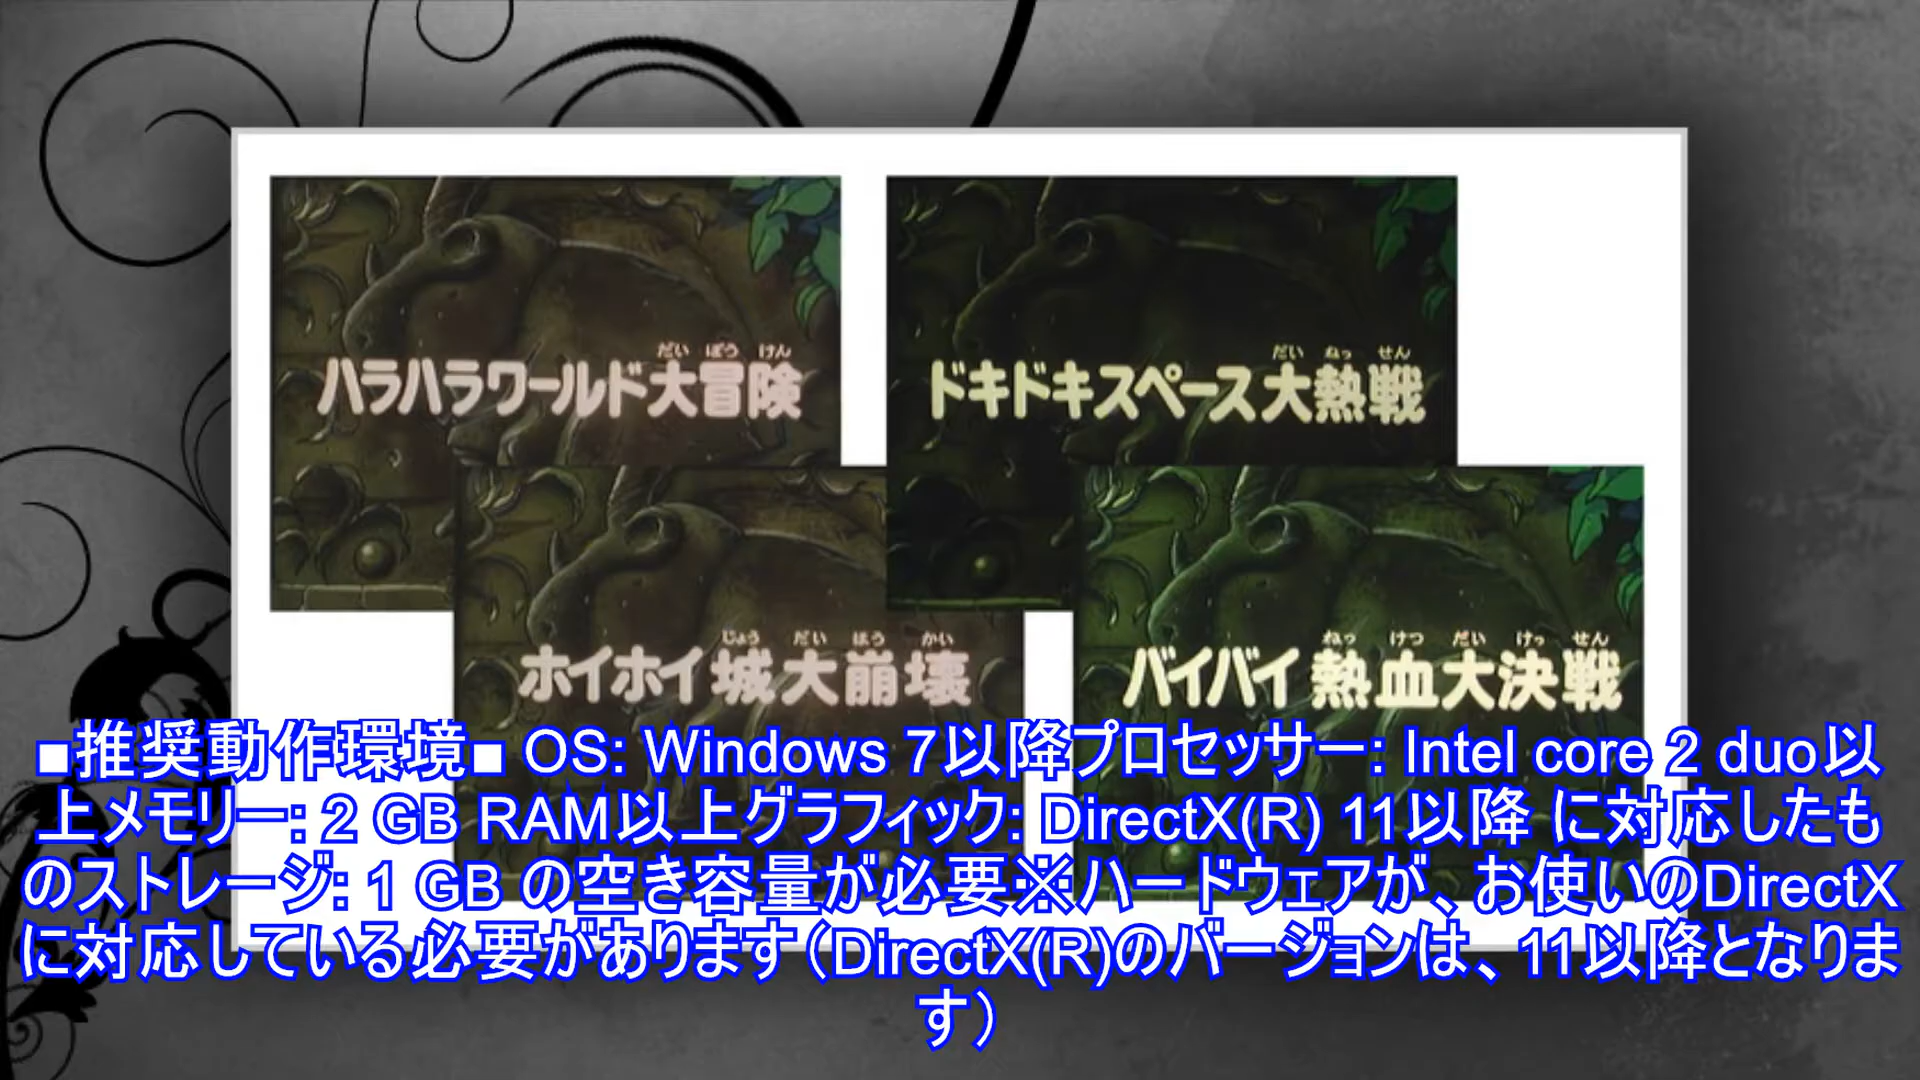 だい ぼう けん
ハラハラワールド大冒険
だい ねっ せん
ドキドキスペース大熱戦
じょう だい ほう かい
ホイホイ城大崩壊
ねっ けつ だい けっ せん
バイバイ熱血大決戦
■推奨動作環境■ OS: Windows 7以降プロセッサー: Intel core 2 duo以
上メモリー: 2 GB RAM以上グラフィック: DirectX(R) 11以降 に対応したも
のストレージ: 1 GB の空き容量が必要※ハードウェアが、お使いのDirectX
に対応している必要があります（DirectX(R)のバージョンは、11以降となりま
す）